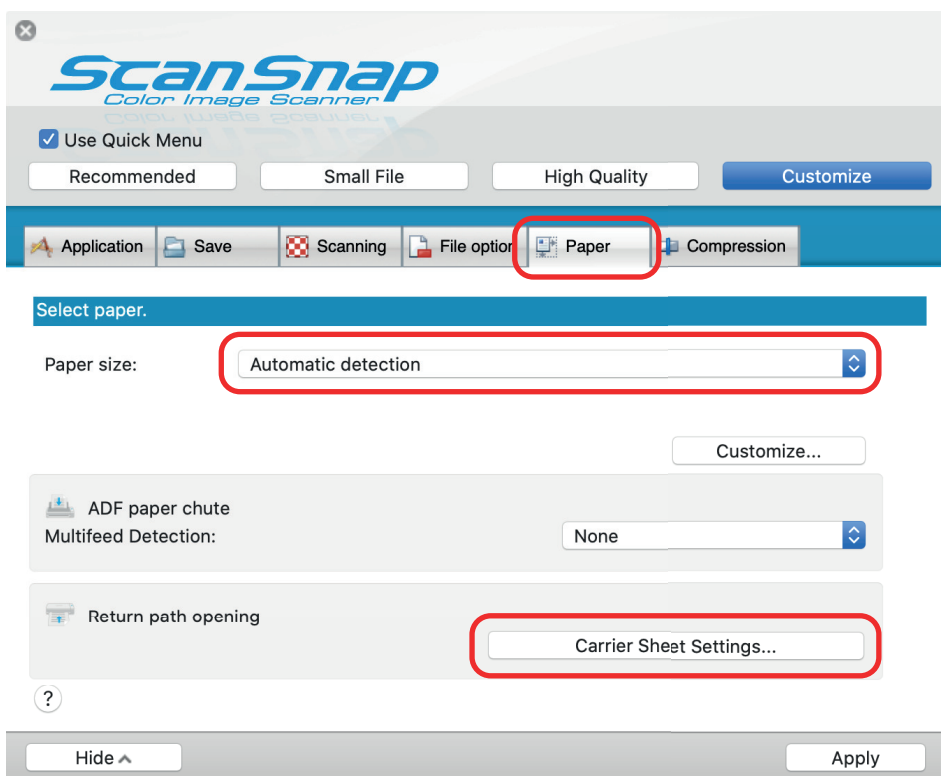 ScanSnap
Color Image Scanner
Use Quick Menu
Recommended Small File High Quality Customize
Application Save Scanning File option Paper Compression
Select paper.
Paper size: Automatic detection
Customize...
ADF paper chute
Multifeed Detection: None
Return path opening
Carrier Sheet Settings...
?
Hide Apply